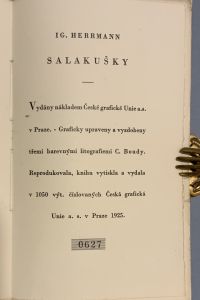 IG. HERRMANN
SALAKUŠKY
Vydány nákladem České grafické Unie a.s.
v Praze. - Graficky upraveny a vyzdobeny
třemi barevnými litografiemi C. Boudy.
Reprodukovala, knihu vytiskla a vydala
v 1050 výt. číslovaných Česká grafická
Unie a. s. v Praze 1925.
0627